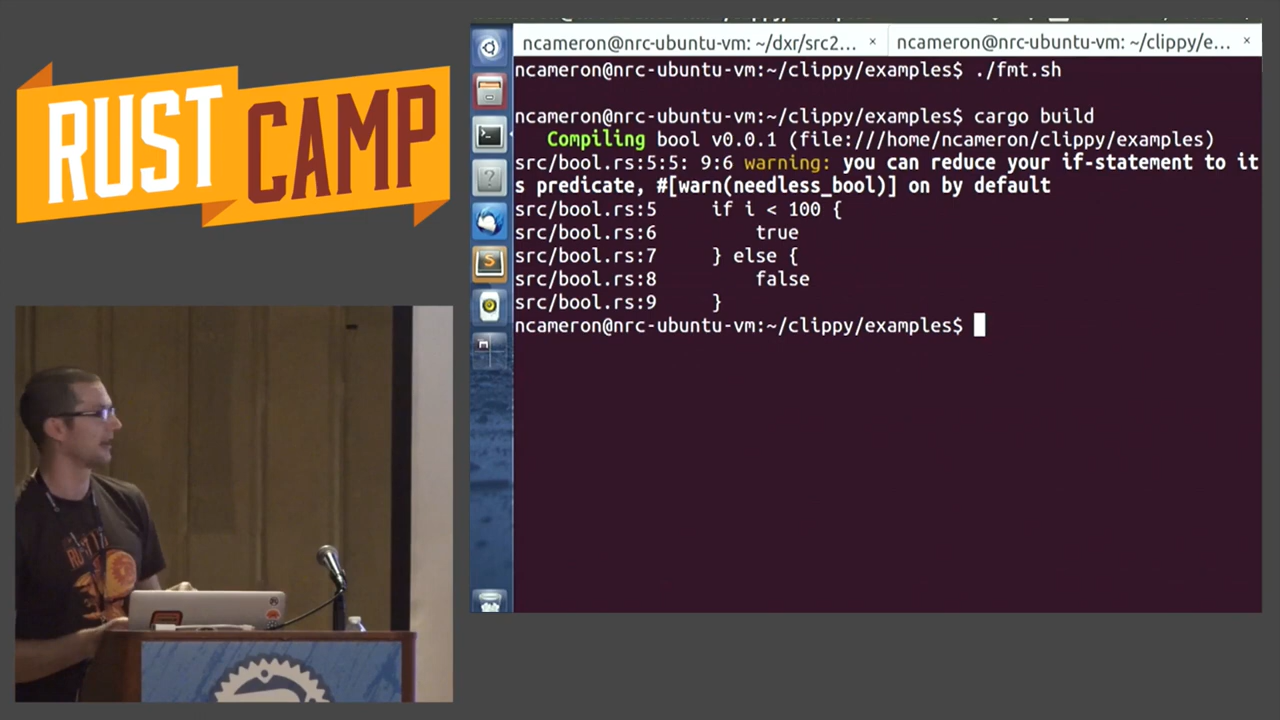 RUST CAMP
ncameron@nrc-ubuntu-vm: ~/dxr/src2... ×
ncameron@nrc-ubuntu-vm: ~/clippy/e... ×
ncameron@nrc-ubuntu-vm:~/clippy/examples$ ./fmt.sh
ncameron@nrc-ubuntu-vm:~/clippy/examples$ cargo build
Compiling bool v0.0.1 (file:///home/ncameron/clippy/examples)
src/bool.rs:5:5: 9:6 warning: you can reduce your if-statement to it
s predicate, #[warn(needless_bool)] on by default
src/bool.rs:5     if i < 100 {
src/bool.rs:6         true
src/bool.rs:7     } else {
src/bool.rs:8         false
src/bool.rs:9     }
ncameron@nrc-ubuntu-vm:~/clippy/examples$